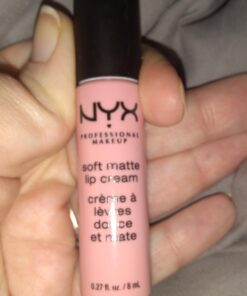 NYX
PROFESSIONAL
MAKEUP
soft matte
lip cream
crème à
lèvres
douce
et mate
0.27 fl. oz. / 8 mL